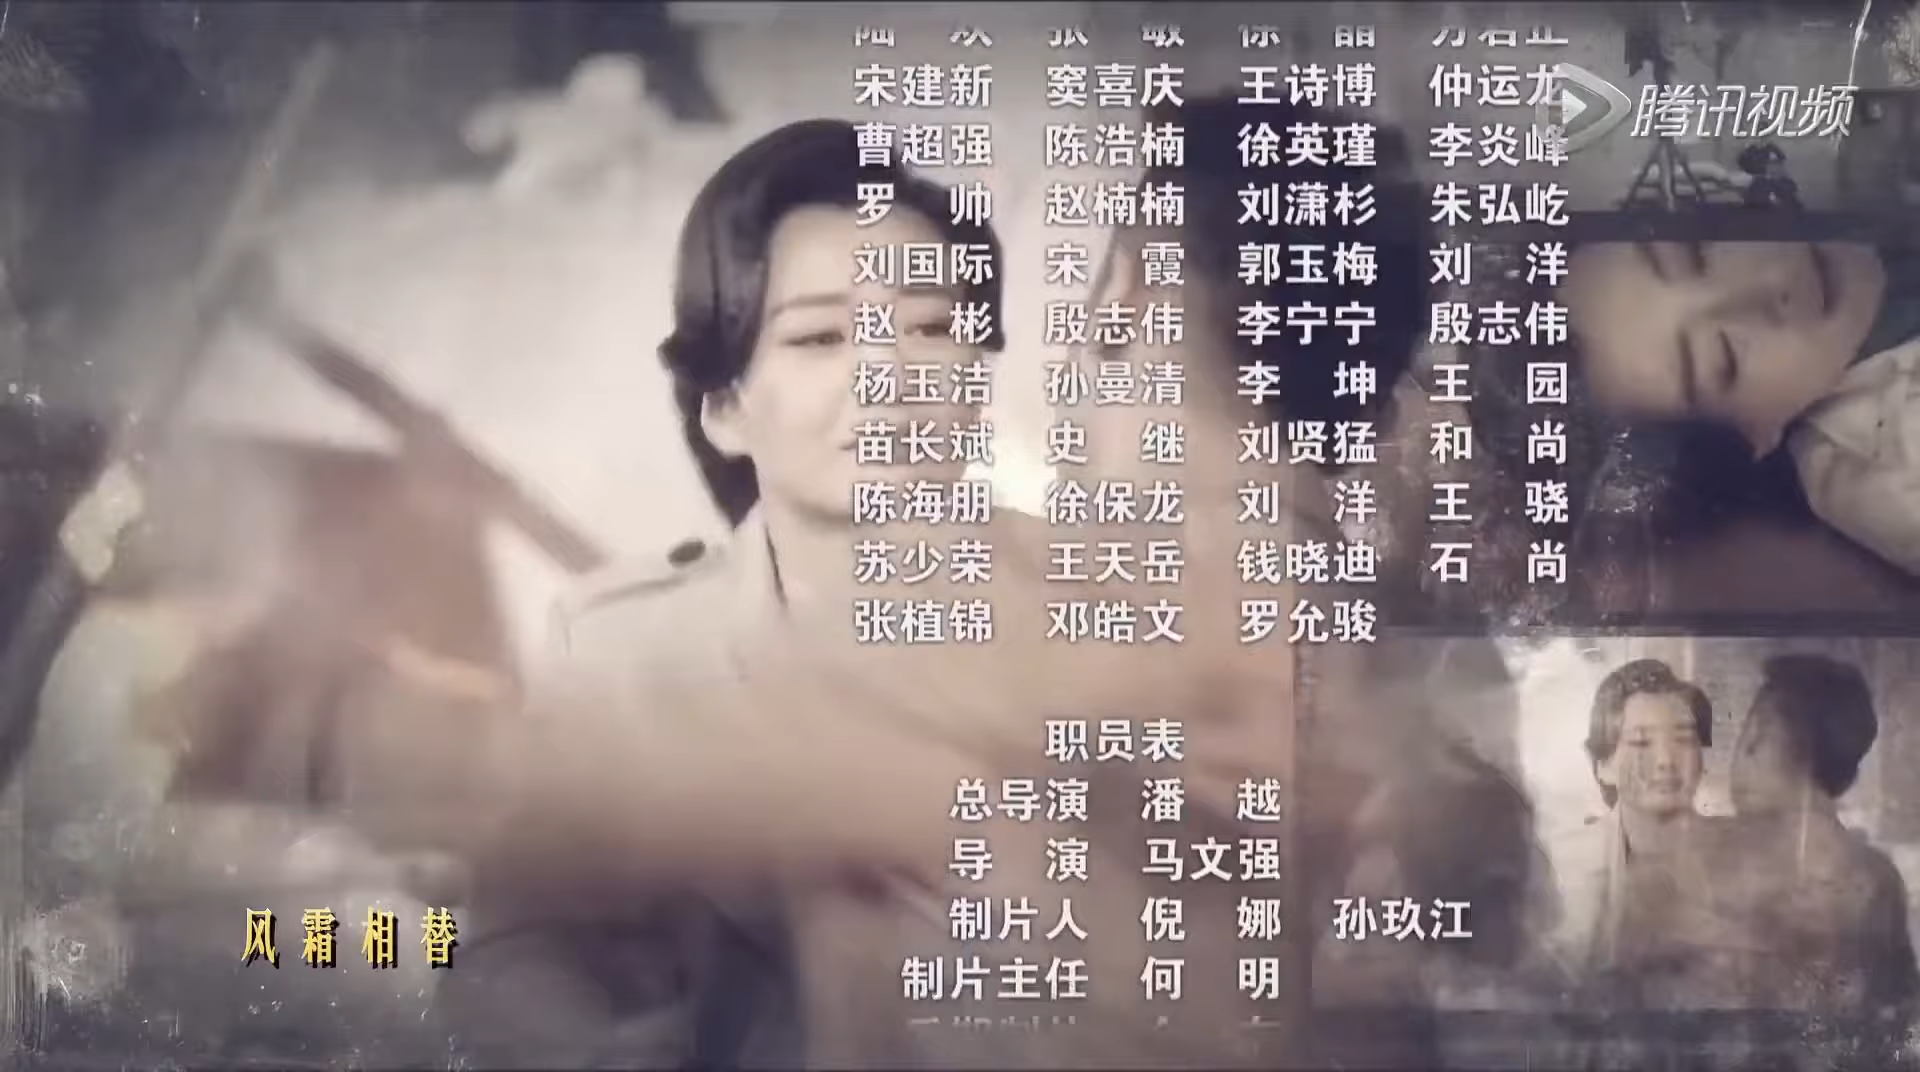 宋建新 窦喜庆 王诗博 仲运龙
腾讯视频
曹超强 陈浩楠 徐英瑾 李炎峰
罗 帅 赵楠楠 刘潇杉 朱弘屹
刘国际 宋 霞 郭玉梅 刘 洋
赵 彬 殷志伟 李宁宁 殷志伟
杨玉洁 孙曼清 李 坤 王 园
苗长斌 史 继 刘贤猛 和 尚
陈海朋 徐保龙 刘 洋 王 骁
苏少荣 王天岳 钱晓迪 石 尚
张植锦 邓皓文 罗允骏
职员表
总导演 潘 越
导 演 马文强
制片人 倪 娜 孙玖江
制片主任 何 明
风霜相替